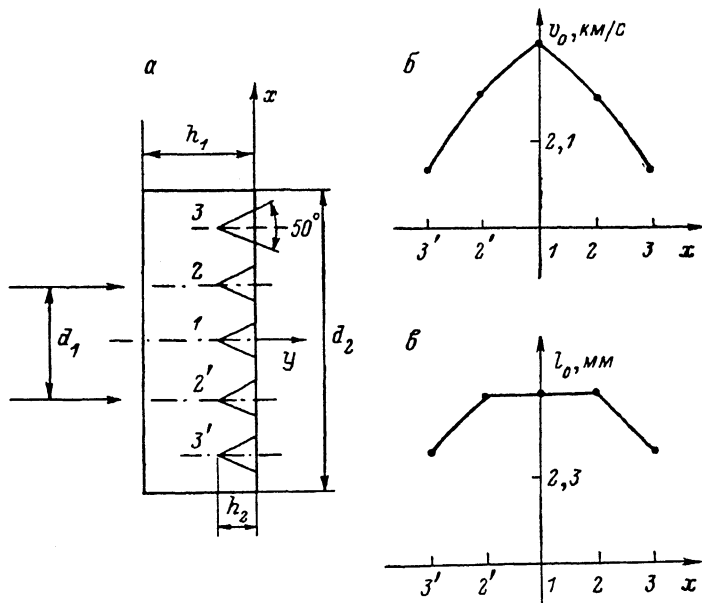 а
x
h₁
3
50°
2
1
y
d₁
d₂
2'
3'
h₂
б
v₀, км/с
2,1
3' 2' 1 2 3 x
в
l₀, мм
2,3
3' 2' 1 2 3 x